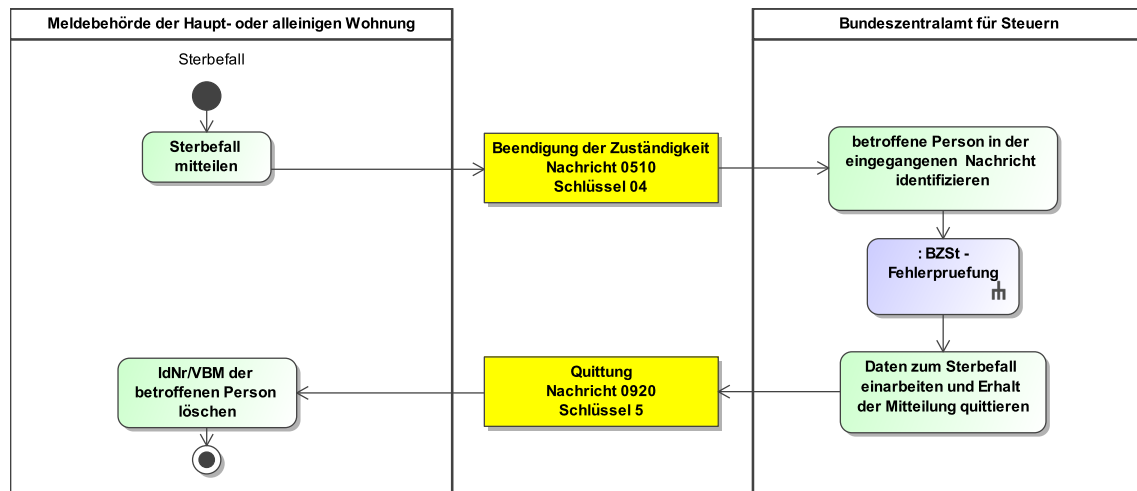 Meldebehörde der Haupt- oder alleinigen Wohnung
Bundeszentralamt für Steuern
Sterbefall
Sterbefall
mitteilen
Beendigung der Zuständigkeit
Nachricht 0510
Schlüssel 04
betroffene Person in der
eingegangenen Nachricht
identifizieren
: BZSt -
Fehlerpruefung
Daten zum Sterbefall
einarbeiten und Erhalt
der Mitteilung quittieren
Quittung
Nachricht 0920
Schlüssel 5
IdNr/VBM der
betroffenen Person
löschen